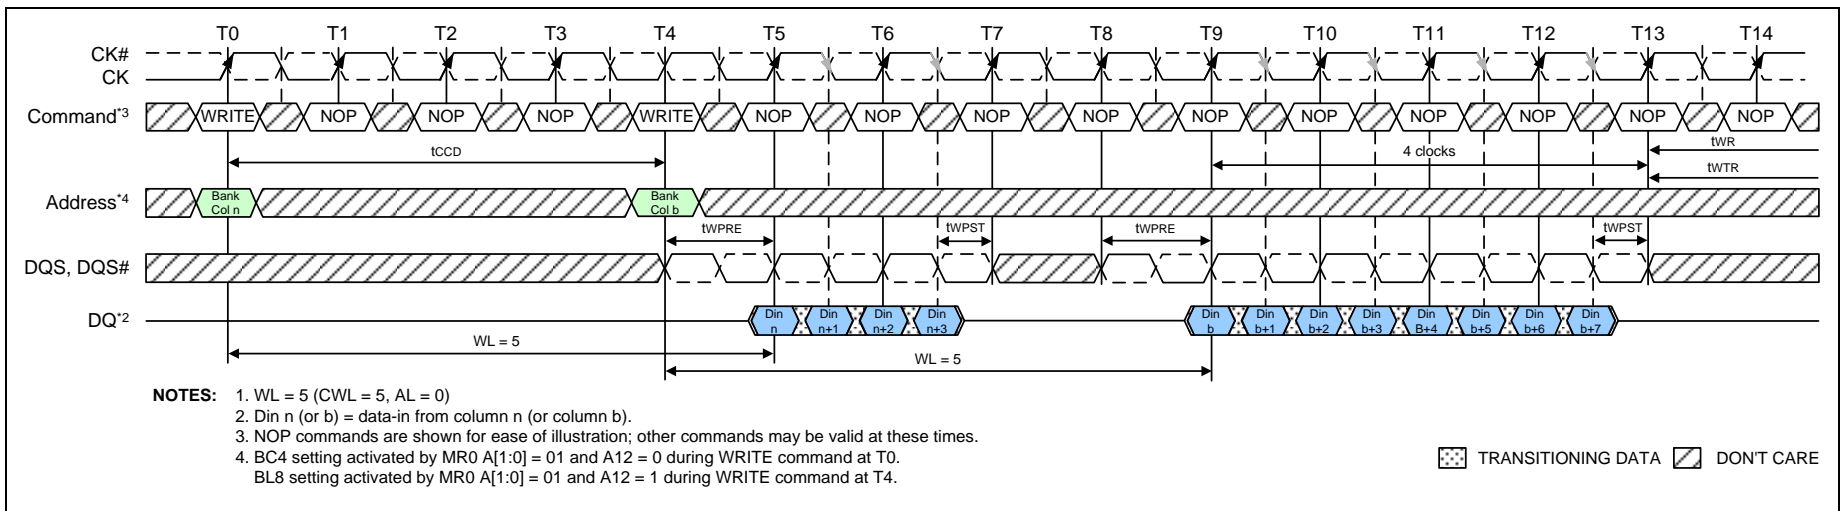 T0 T1 T2 T3 T4 T5 T6 T7 T8 T9 T10 T11 T12 T13 T14
CK#
CK
Command*3 WRITE NOP NOP NOP WRITE NOP NOP NOP NOP NOP NOP NOP NOP NOP NOP
tCCD 4 clocks tWR
tWTR
Address*4 Bank Col n Bank Col b
tWPRE tWPST tWPRE tWPST
DQS, DQS#
DQ*2 Din n Din n+1 Din n+2 Din n+3 Din b Din b+1 Din b+2 Din b+3 Din B+4 Din b+5 Din b+6 Din b+7
WL = 5
WL = 5
NOTES: 1. WL = 5 (CWL = 5, AL = 0)
2. Din n (or b) = data-in from column n (or column b).
3. NOP commands are shown for ease of illustration; other commands may be valid at these times.
4. BC4 setting activated by MR0 A[1:0] = 01 and A12 = 0 during WRITE command at T0.
BL8 setting activated by MR0 A[1:0] = 01 and A12 = 1 during WRITE command at T4.
TRANSITIONING DATA DON'T CARE